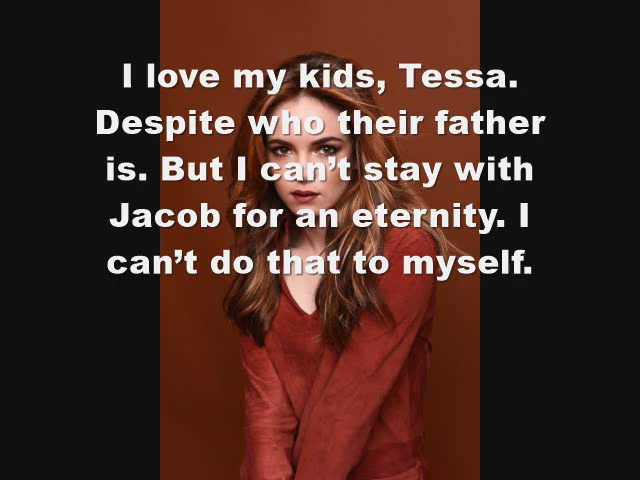 I love my kids, Tessa.
Despite who their father
is. But I can’t stay with
Jacob for an eternity. I
can’t do that to myself.